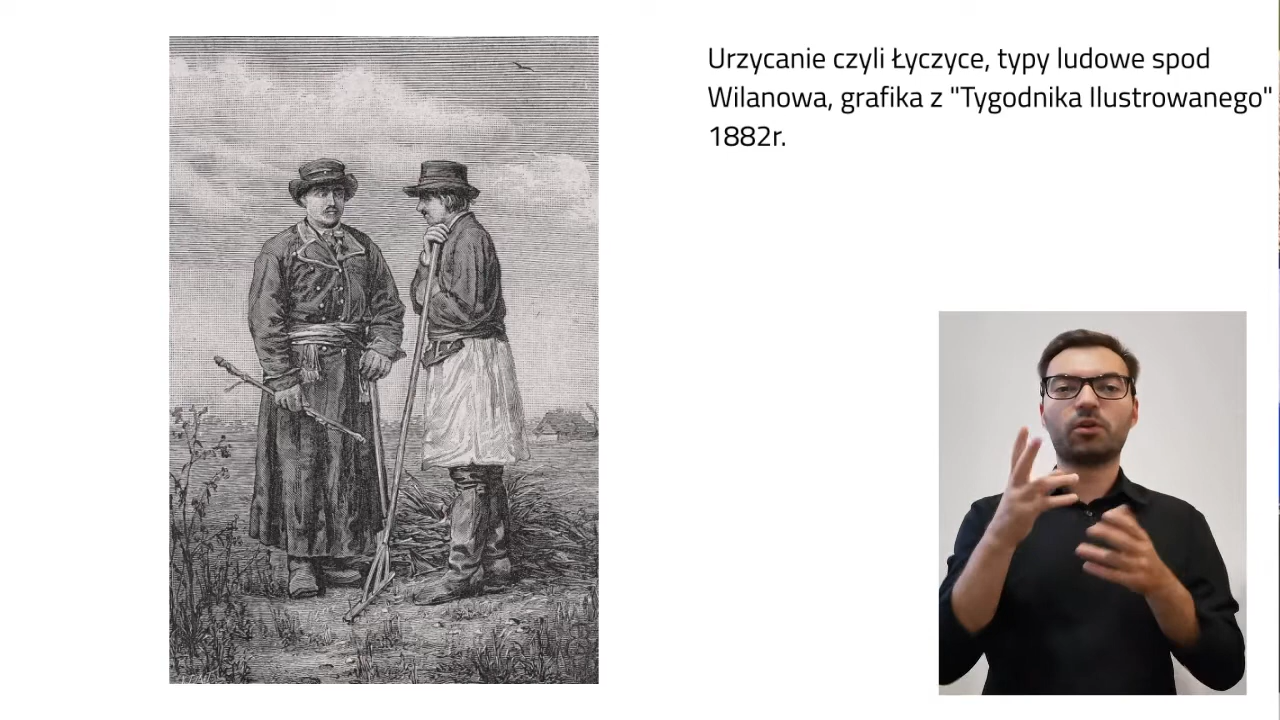 Urzycanie czyli Łyczyce, typy ludowe spod
Wilanowa, grafika z "Tygodnika Ilustrowanego"
1882r.